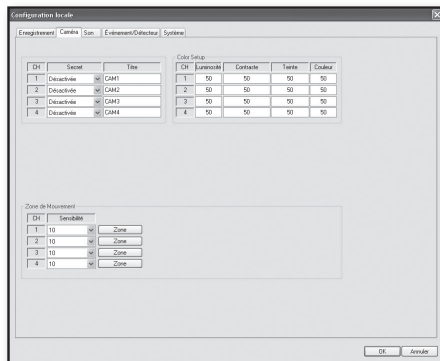 Configuration locale
Enregistrement Caméra Son Événement/Détecteur Système
CH Secret Titre
1 Désactivée CAM1
2 Désactivée CAM2
3 Désactivée CAM3
4 Désactivée CAM4
Color Setup
CH Luminosité Contraste Teinte Couleur
1 50 50 50 50
2 50 50 50 50
3 50 50 50 50
4 50 50 50 50
Zone de Mouvement
CH Sensibilité
1 10 Zone
2 10 Zone
3 10 Zone
4 10 Zone
OK Annuler